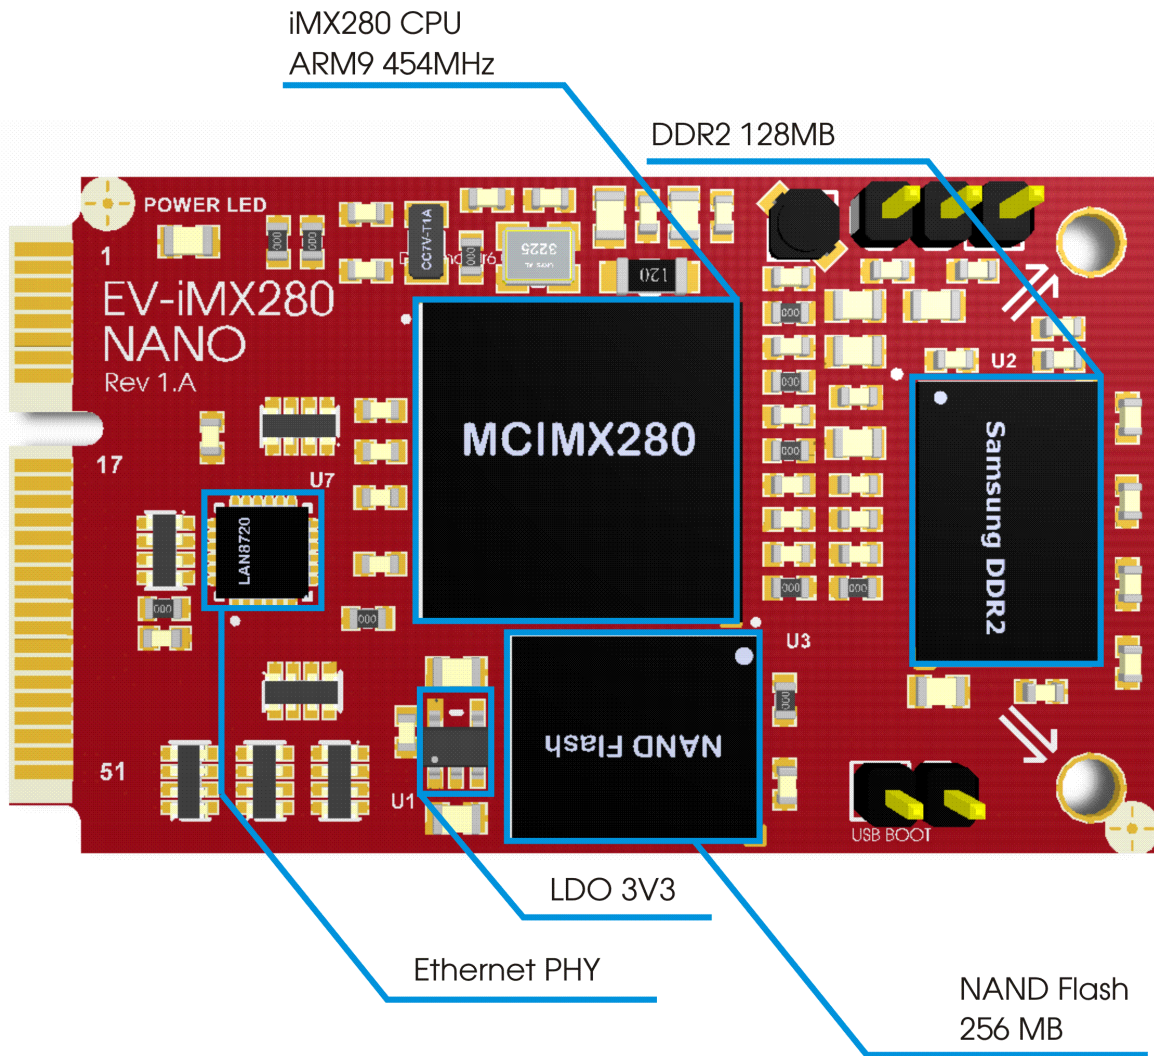 iMX280 CPU
ARM9 454MHz
DDR2 128MB
POWER LED
1
CC7V-T1A
3225
120
EV-iMX280
NANO
Rev 1.A
U2
MCIMX280
Samsung DDR2
17
U7
LAN8720
000
U3
NAND Flash
51
U1
USB BOOT
LDO 3V3
Ethernet PHY
NAND Flash
256 MB